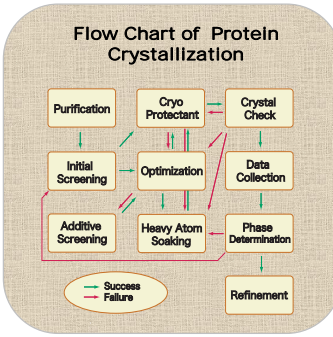 Flow Chart of Protein
Crystallization
Purification
Cryo
Protectant
Crystal
Check
Initial
Screening
Optimization
Data
Collection
Additive
Screening
Heavy Atom
Soaking
Phase
Determination
Success
Failure
Refinement